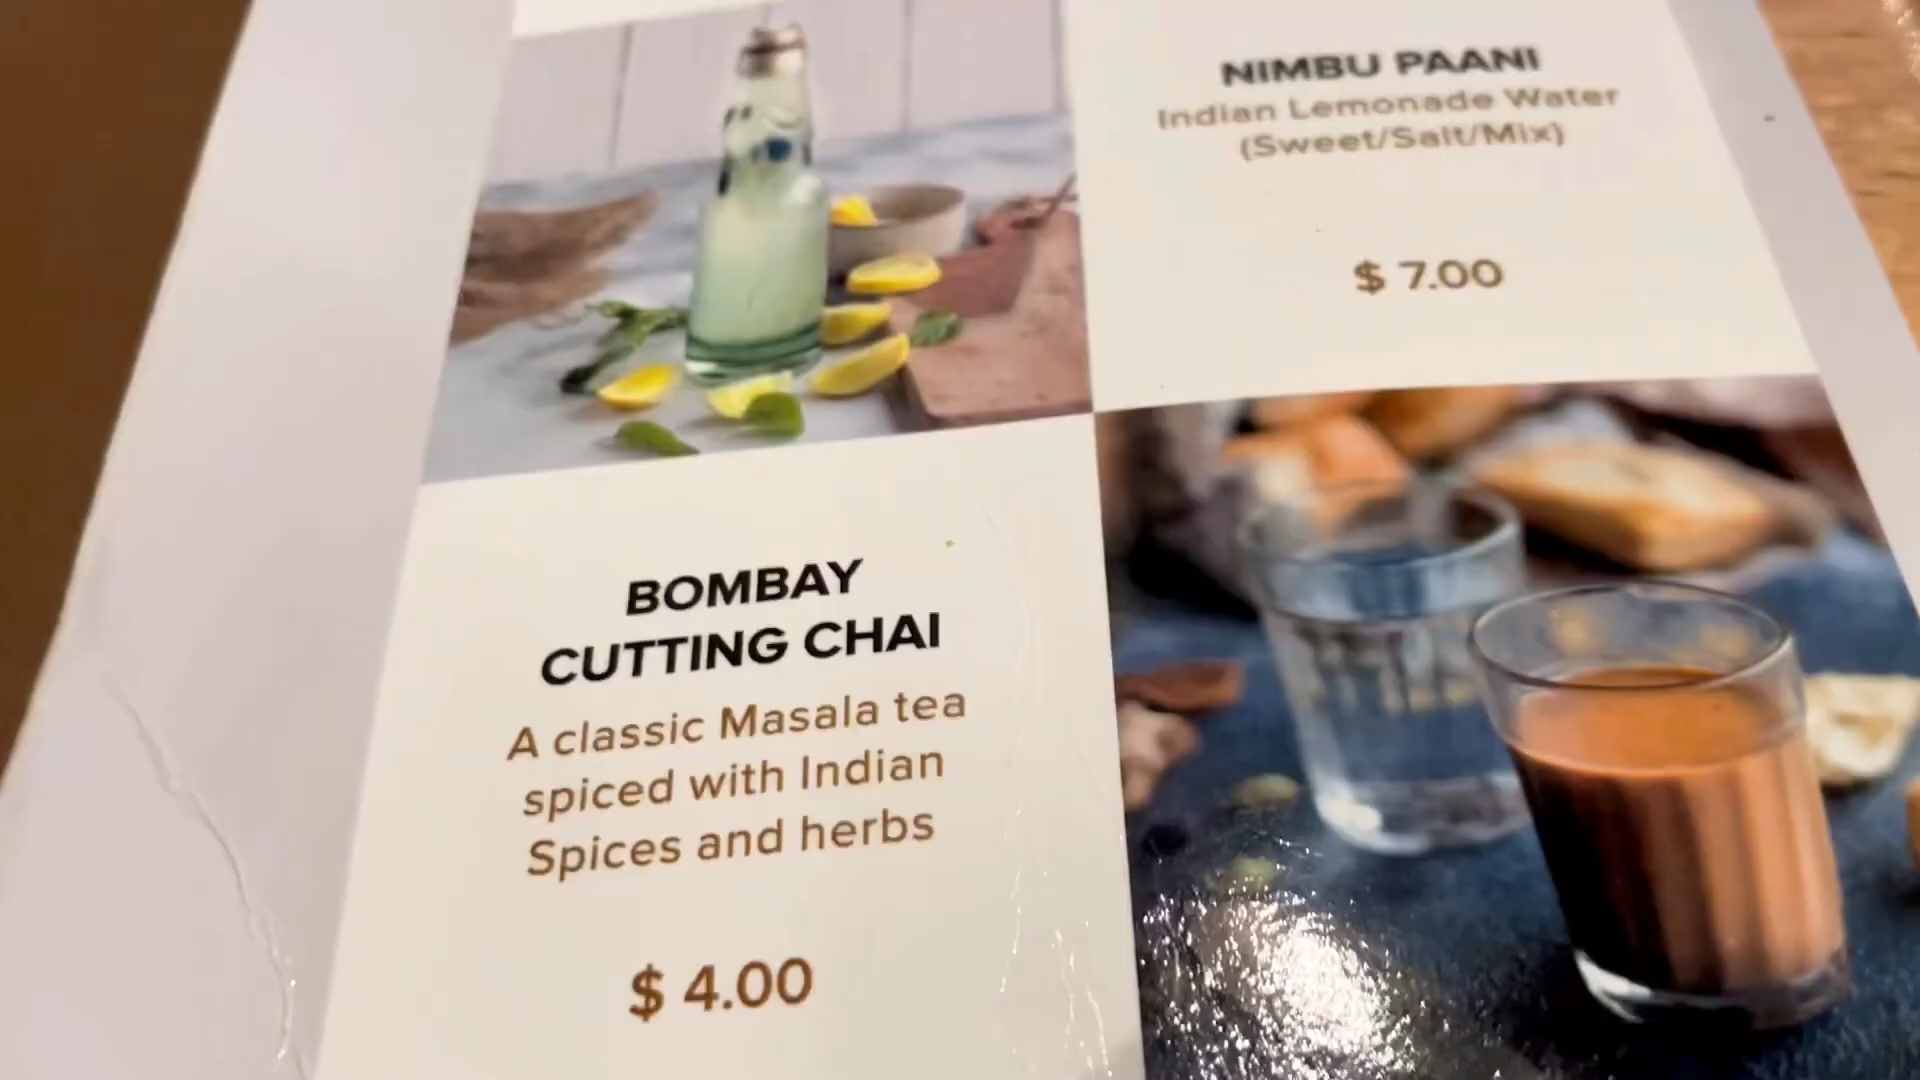 NIMBU PAANI
Indian Lemonade Water
(Sweet/Salt/Mix)
$ 7.00
BOMBAY
CUTTING CHAI
A classic Masala tea
spiced with Indian
Spices and herbs
$ 4.00